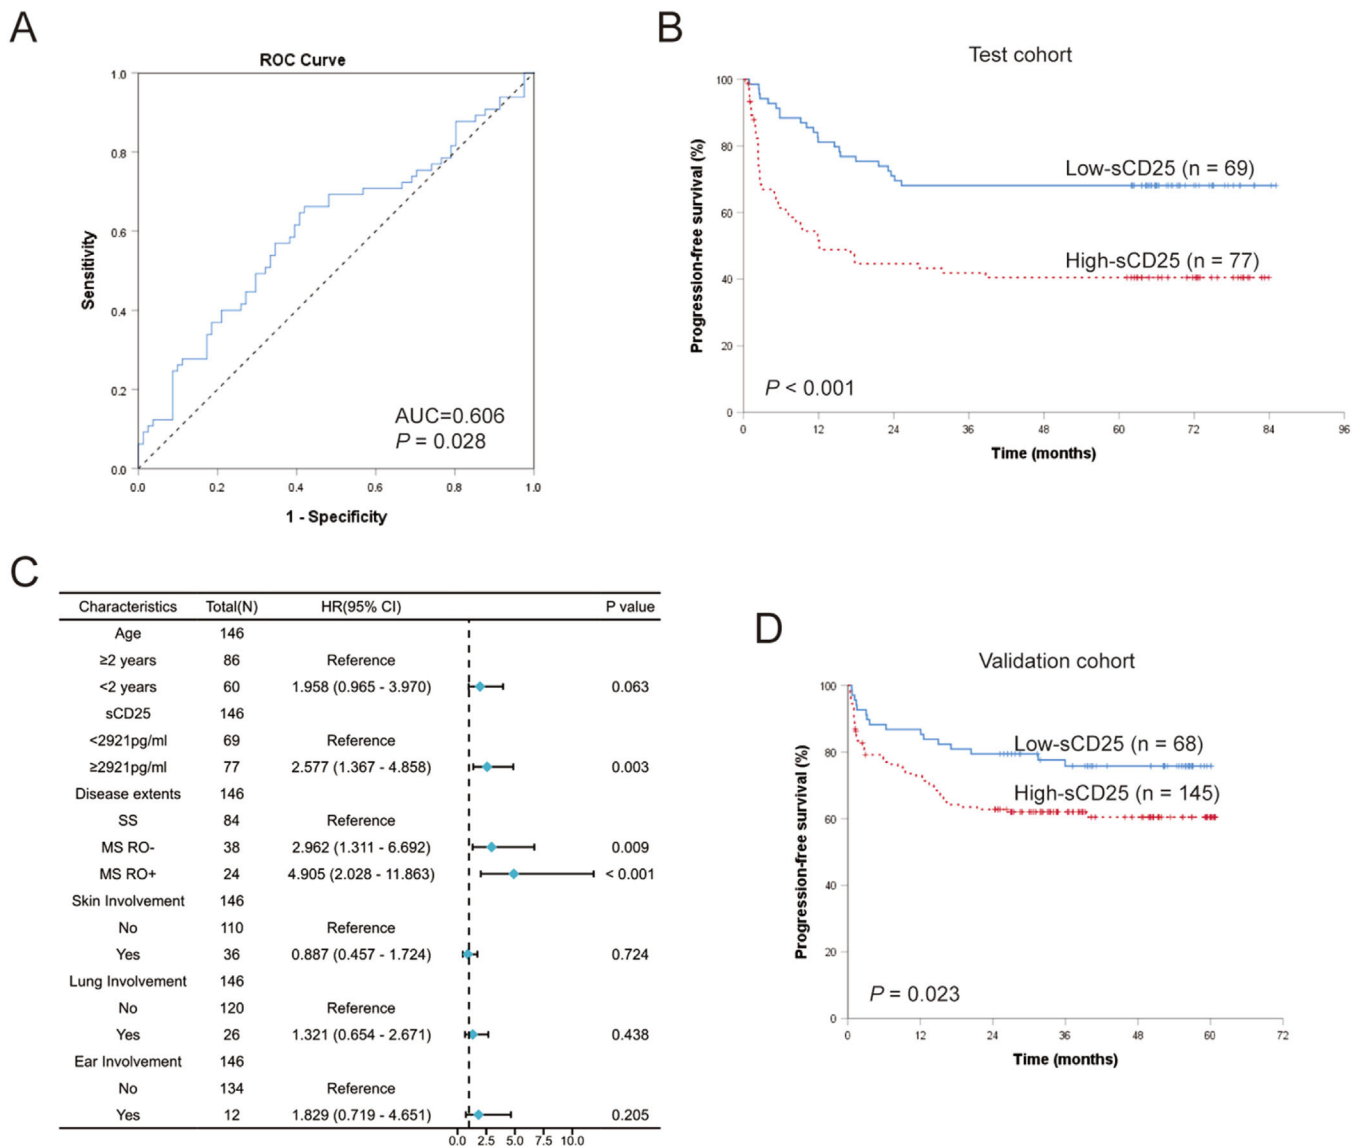 A
ROC Curve
1.0
0.8
0.6
0.4
0.2
0.0
Sensitivity
0.0 0.2 0.4 0.6 0.8 1.0
1 - Specificity
AUC=0.606
P = 0.028
B
Test cohort
100
80
60
40
20
0
Progression-free survival (%)
Low-sCD25 (n = 69)
High-sCD25 (n = 77)
P < 0.001
0 12 24 36 48 60 72 84 96
Time (months)
C
Characteristics Total(N) HR(95% CI) P value
Age 146
≥2 years 86 Reference
<2 years 60 1.958 (0.965 - 3.970) 0.063
sCD25 146
<2921pg/ml 69 Reference
≥2921pg/ml 77 2.577 (1.367 - 4.858) 0.003
Disease extents 146
SS 84 Reference
MS RO- 38 2.962 (1.311 - 6.692) 0.009
MS RO+ 24 4.905 (2.028 - 11.863) < 0.001
Skin Involvement 146
No 110 Reference
Yes 36 0.887 (0.457 - 1.724) 0.724
Lung Involvement 146
No 120 Reference
Yes 26 1.321 (0.654 - 2.671) 0.438
Ear Involvement 146
No 134 Reference
Yes 12 1.829 (0.719 - 4.651) 0.205
0.0 2.5 5.0 7.5 10.0
D
Validation cohort
100
80
60
40
20
0
Progression-free survival (%)
Low-sCD25 (n = 68)
High-sCD25 (n = 145)
P = 0.023
0 12 24 36 48 60 72
Time (months)